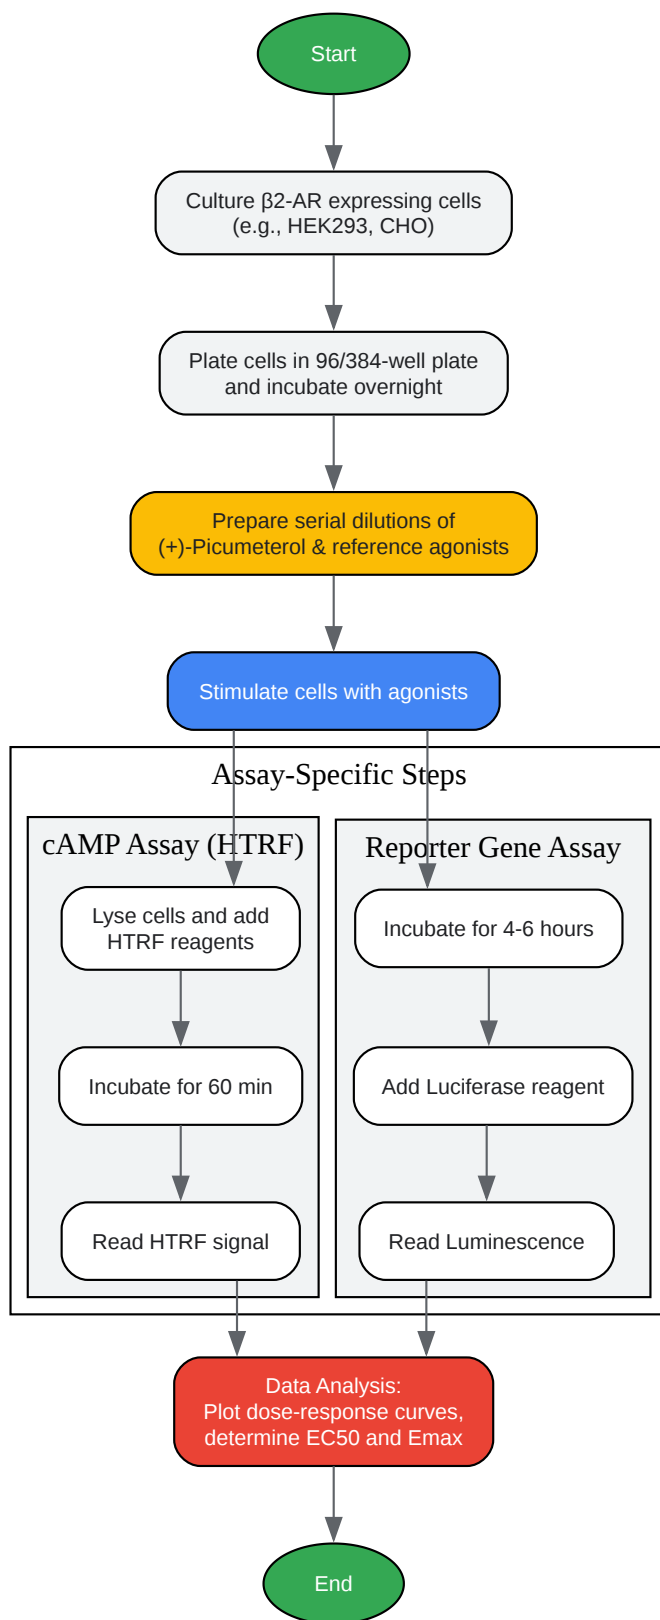 Start
Culture β2-AR expressing cells
(e.g., HEK293, CHO)
Plate cells in 96/384-well plate
and incubate overnight
Prepare serial dilutions of
(+)-Picumeterol & reference agonists
Stimulate cells with agonists
Assay-Specific Steps
cAMP Assay (HTRF)
Lyse cells and add
HTRF reagents
Incubate for 60 min
Read HTRF signal
Reporter Gene Assay
Incubate for 4-6 hours
Add Luciferase reagent
Read Luminescence
Data Analysis:
Plot dose-response curves,
determine EC50 and Emax
End